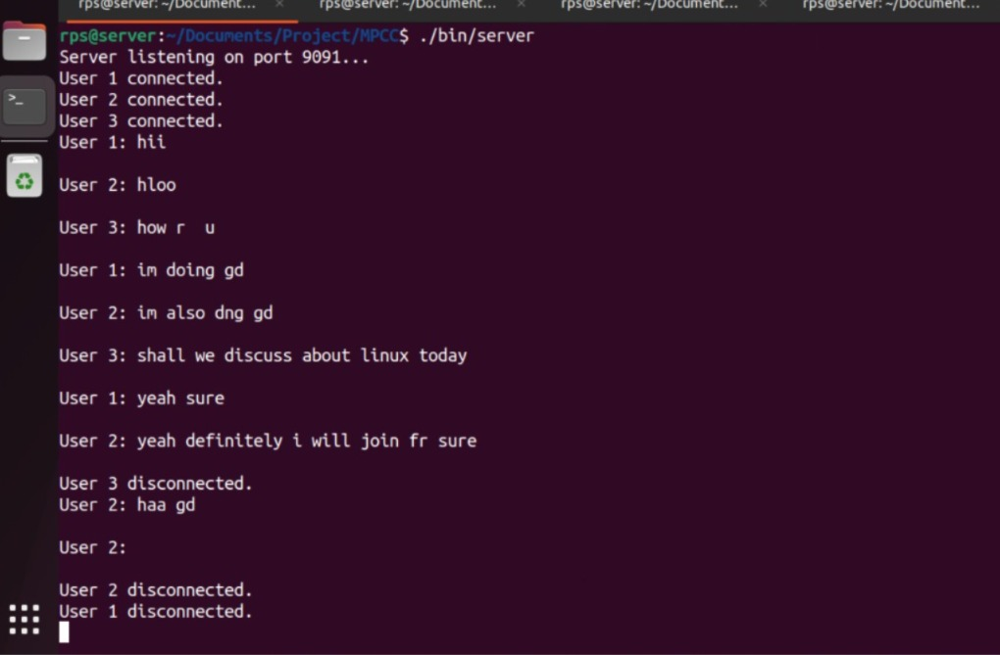 rps@server: ~/Document... × rps@server: ~/Document... × rps@server: ~/Document... × rps@server: ~/Document...
>_
rps@server:~/Documents/Project/MPCC$ ./bin/server
Server listening on port 9091...
User 1 connected.
User 2 connected.
User 3 connected.
User 1: hii
User 2: hloo
User 3: how r  u
User 1: im doing gd
User 2: im also dng gd
User 3: shall we discuss about linux today
User 1: yeah sure
User 2: yeah definitely i will join fr sure
User 3 disconnected.
User 2: haa gd
User 2:
User 2 disconnected.
User 1 disconnected.